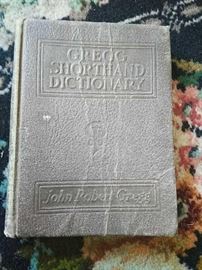 GREGG
SHORTHAND
DICTIONARY
John Robert Gregg